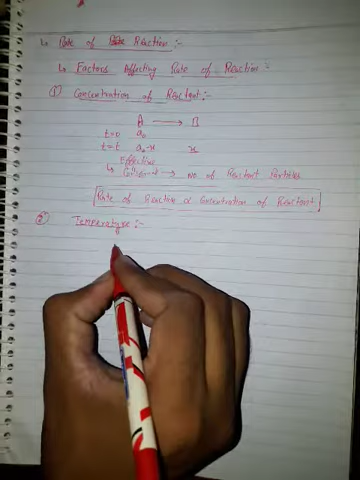 ↳ Rate of Reaction :-
↳ Factors Affecting Rate of Reaction :-
① Concentration of Reactant :-
A ⟶ B
t=0 a₀
t=t a₀-x x
Effective
↳ Collision → No of Reactant Particles
[Rate of Reaction ∝ Concentration of Reactant]
② Temperature :-